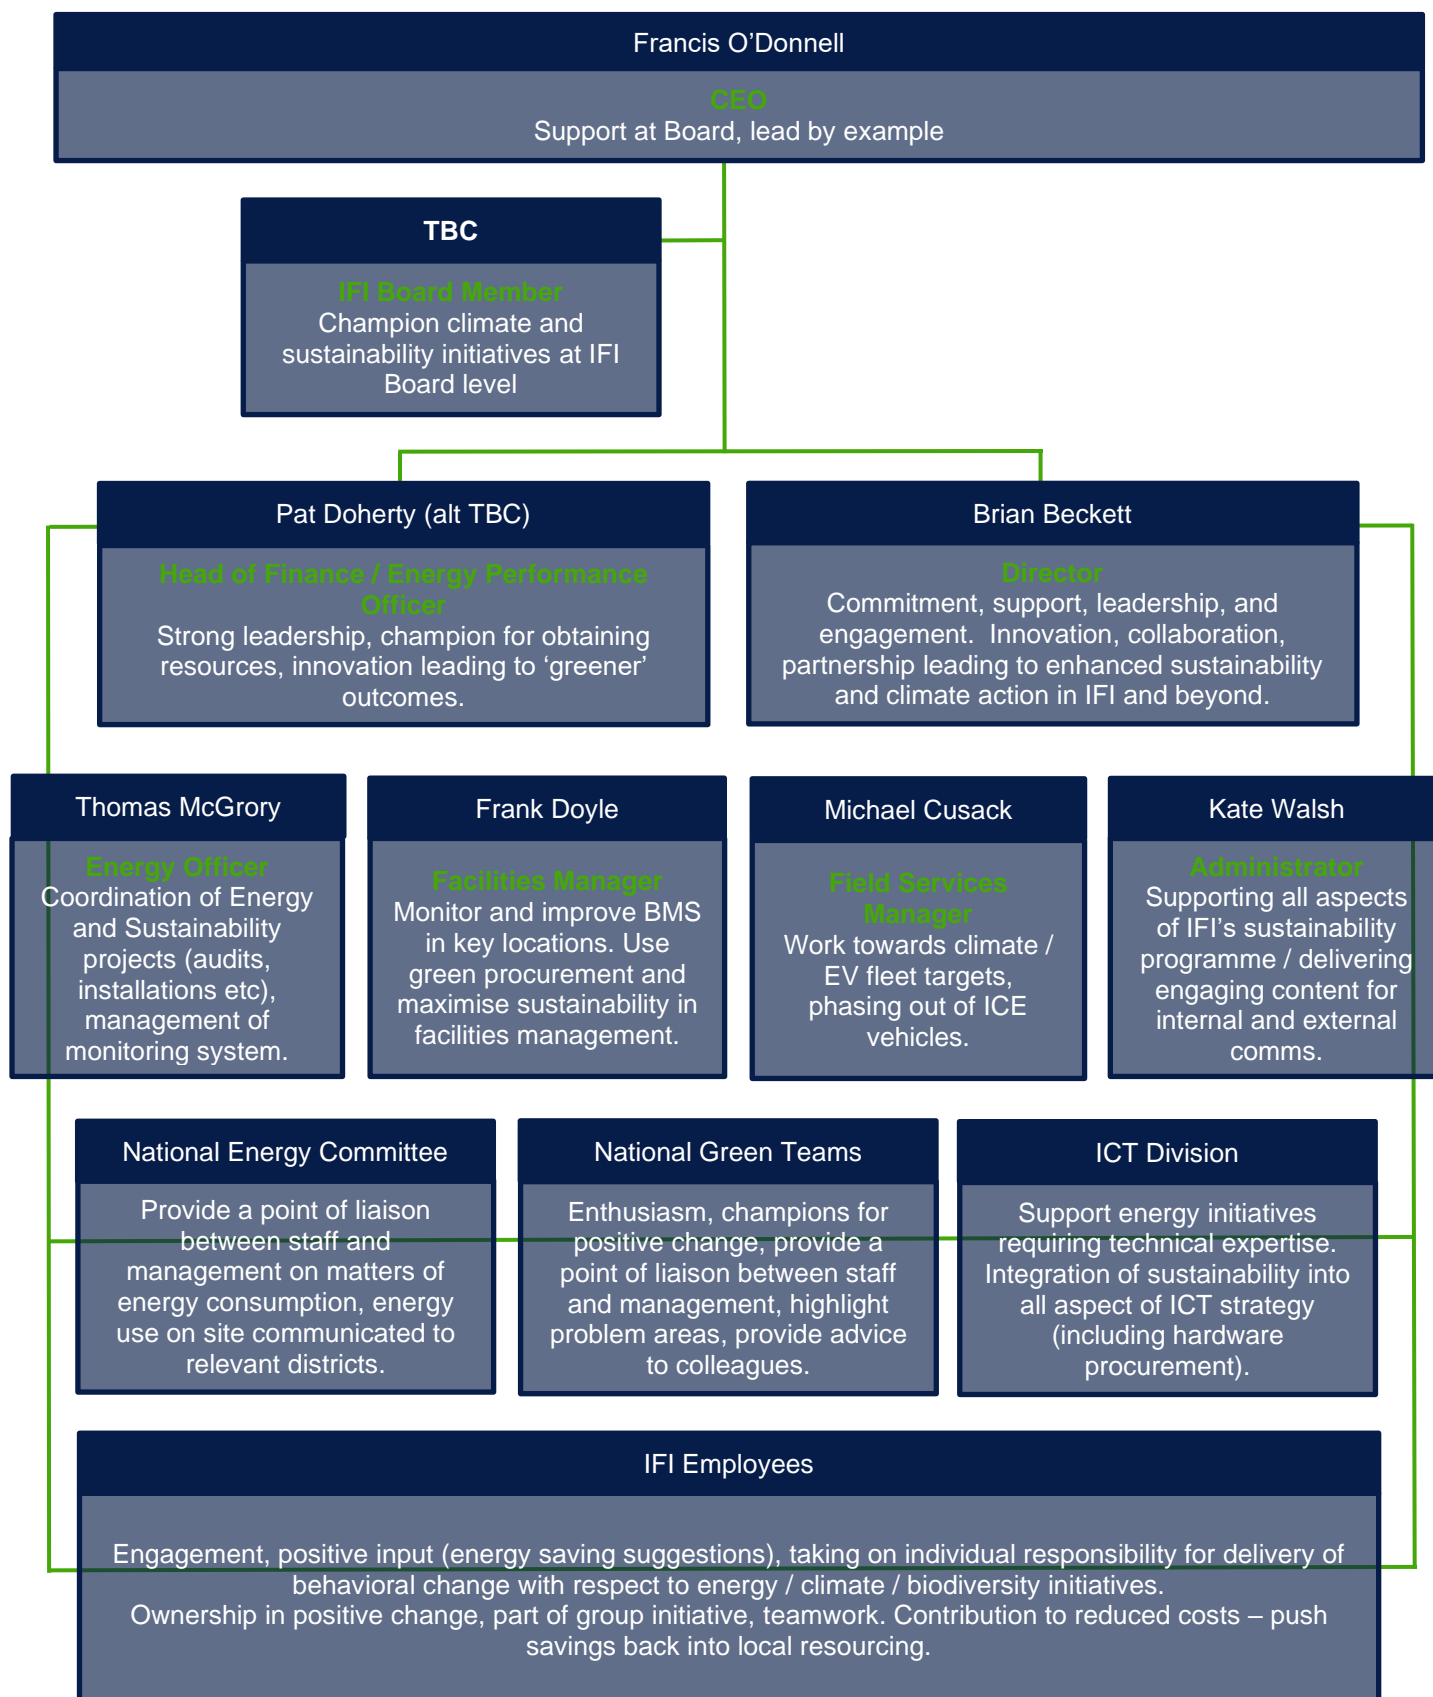 Francis O’Donnell
CEO
Support at Board, lead by example
TBC
IFI Board Member
Champion climate and
sustainability initiatives at IFI
Board level
Pat Doherty (alt TBC)
Head of Finance / Energy Performance
Officer
Strong leadership, champion for obtaining
resources, innovation leading to ‘greener’
outcomes.
Brian Beckett
Director
Commitment, support, leadership, and
engagement.  Innovation, collaboration,
partnership leading to enhanced sustainability
and climate action in IFI and beyond.
Thomas McGrory
Energy Officer
Coordination of Energy
and Sustainability
projects (audits,
installations etc),
management of
monitoring system.
Frank Doyle
Facilities Manager
Monitor and improve BMS
in key locations. Use
green procurement and
maximise sustainability in
facilities management.
Michael Cusack
Field Services
Manager
Work towards climate /
EV fleet targets,
phasing out of ICE
vehicles.
Kate Walsh
Administrator
Supporting all aspects
of IFI’s sustainability
programme / delivering
engaging content for
internal and external
comms.
National Energy Committee
Provide a point of liaison
between staff and
management on matters of
energy consumption, energy
use on site communicated to
relevant districts.
National Green Teams
Enthusiasm, champions for
positive change, provide a
point of liaison between staff
and management, highlight
problem areas, provide advice
to colleagues.
ICT Division
Support energy initiatives
requiring technical expertise.
Integration of sustainability into
all aspect of ICT strategy
(including hardware
procurement).
IFI Employees
Engagement, positive input (energy saving suggestions), taking on individual responsibility for delivery of
behavioral change with respect to energy / climate / biodiversity initiatives.
Ownership in positive change, part of group initiative, teamwork. Contribution to reduced costs – push
savings back into local resourcing.